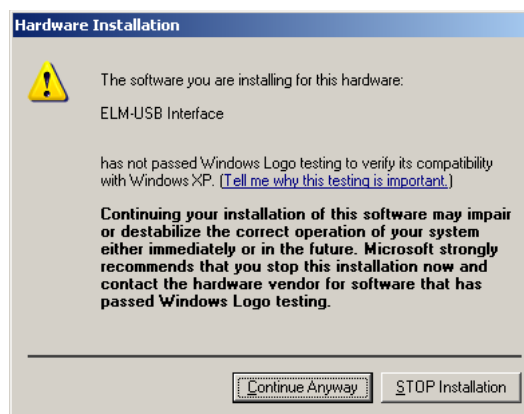 Hardware Installation
The software you are installing for this hardware:
ELM-USB Interface
has not passed Windows Logo testing to verify its compatibility
with Windows XP. (Tell me why this testing is important.)
Continuing your installation of this software may impair
or destabilize the correct operation of your system
either immediately or in the future. Microsoft strongly
recommends that you stop this installation now and
contact the hardware vendor for software that has
passed Windows Logo testing.
Continue Anyway STOP Installation